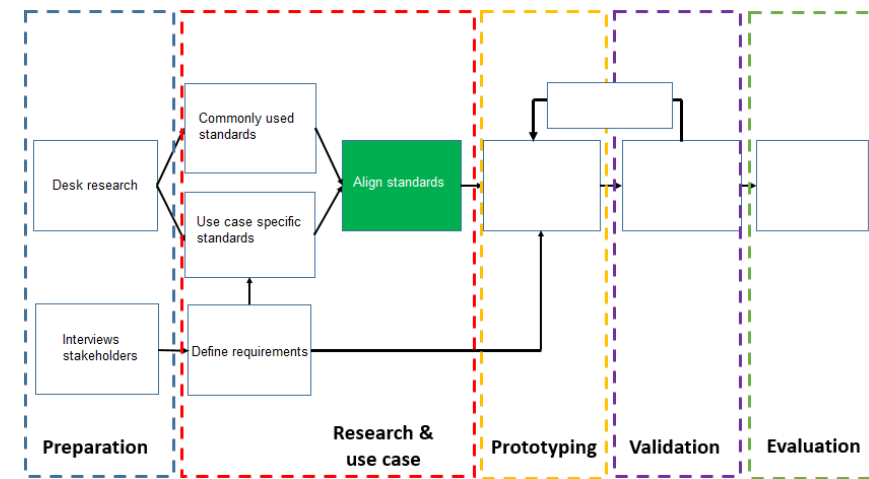 Commonly used
standards
Desk research
Align standards
Use case specific
standards
Interviews
stakeholders
Define requirements
Preparation
Research &
use case
Prototyping
Validation
Evaluation